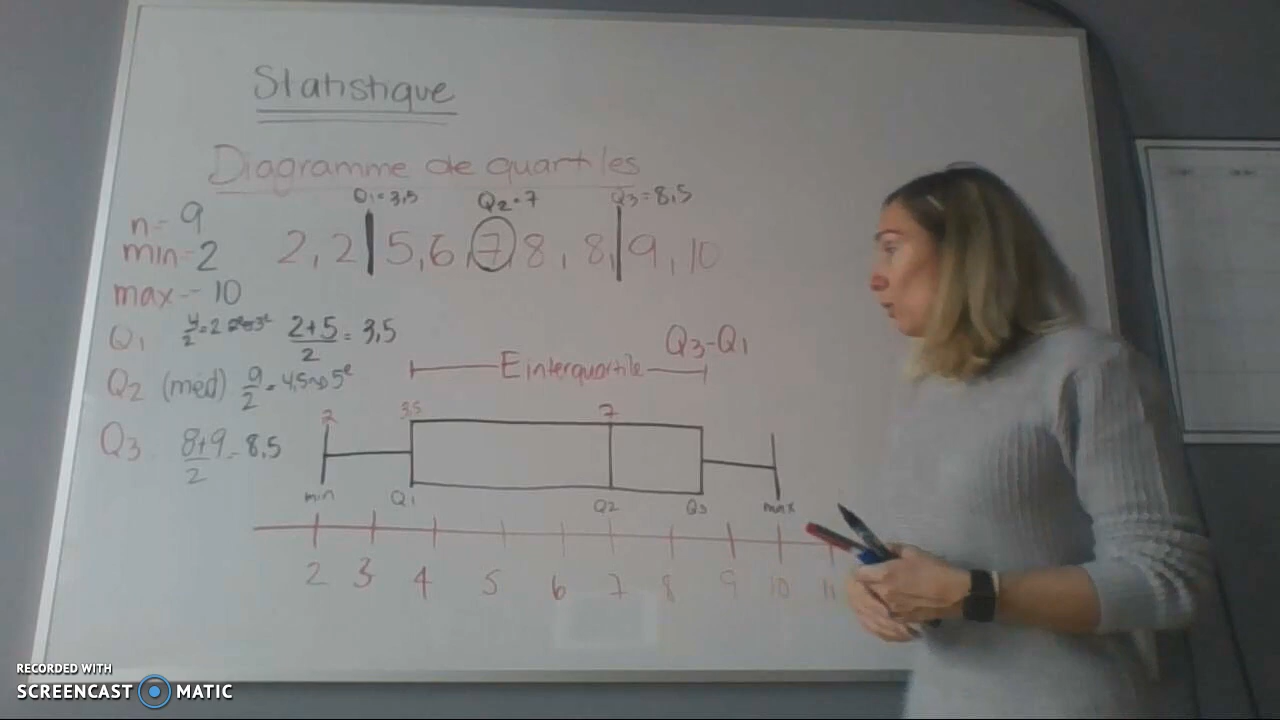 Statistique
Diagramme de quartiles
Q1=3,5 Q2=7 Q3=8,5
n=9
2, 2 5, 6, 7, 8, 8, 9, 10
min=2
max=10
Q1 4/2=2 2+5/2=3,5
Q3-Q1
E interquartile
Q2 (méd) 9/2=4,5→5e
Q3 8+9/2=8,5
2 3,5 7
min Q1 Q2 Q3 max
2 3 4 5 6 7 8 9 10 11
RECORDED WITH
SCREENCAST MATIC